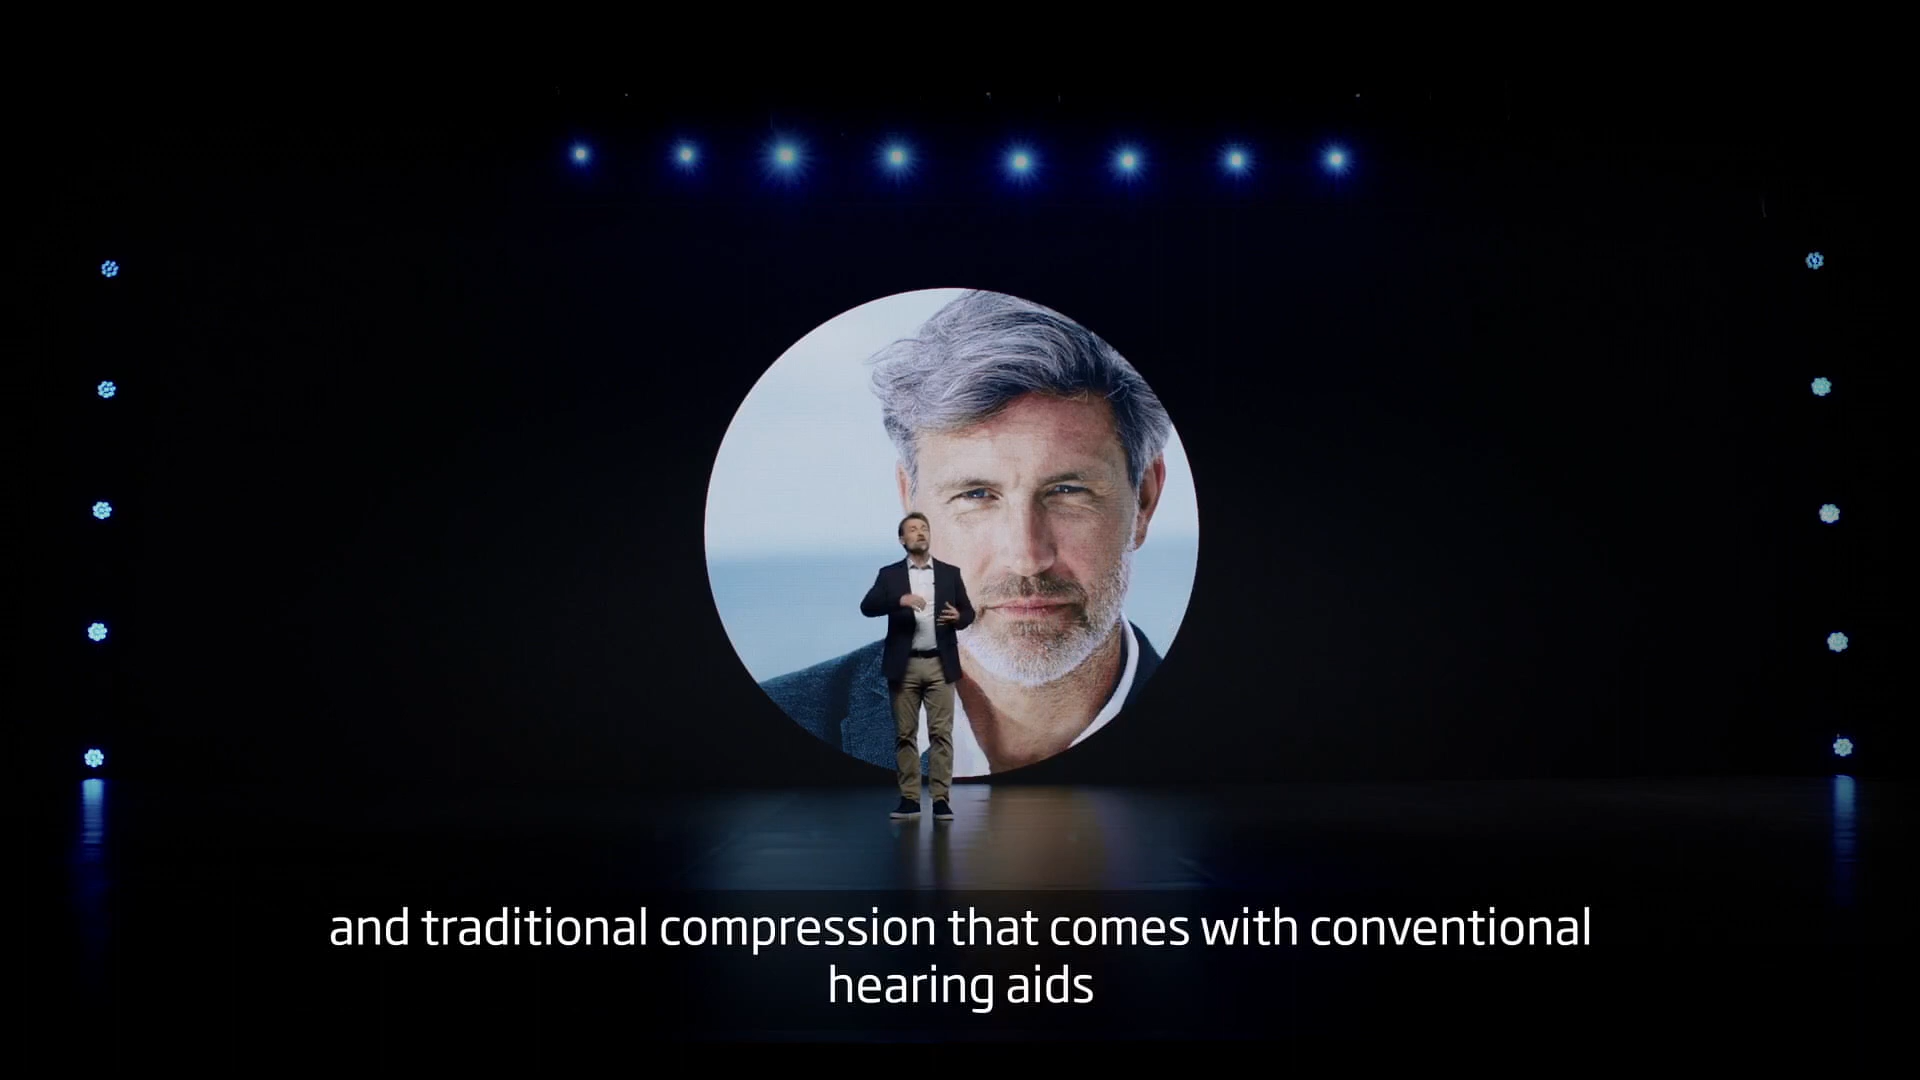 and traditional compression that comes with conventional
hearing aids